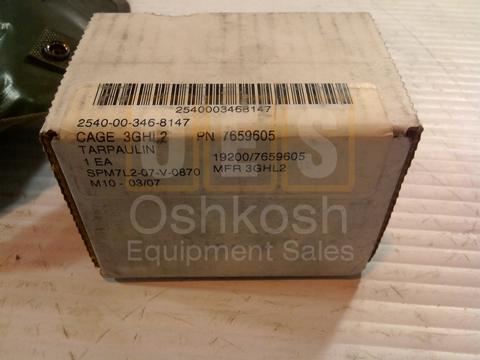 2540003468147
2540-00-346-8147
CAGE 3GHL2 PN 7659605
TARPAULIN
1 EA 19200/7659605
SPM7L2-07-V-0870 MFR 3GHL2
M10 - 03/07
OES
Oshkosh
Equipment Sales